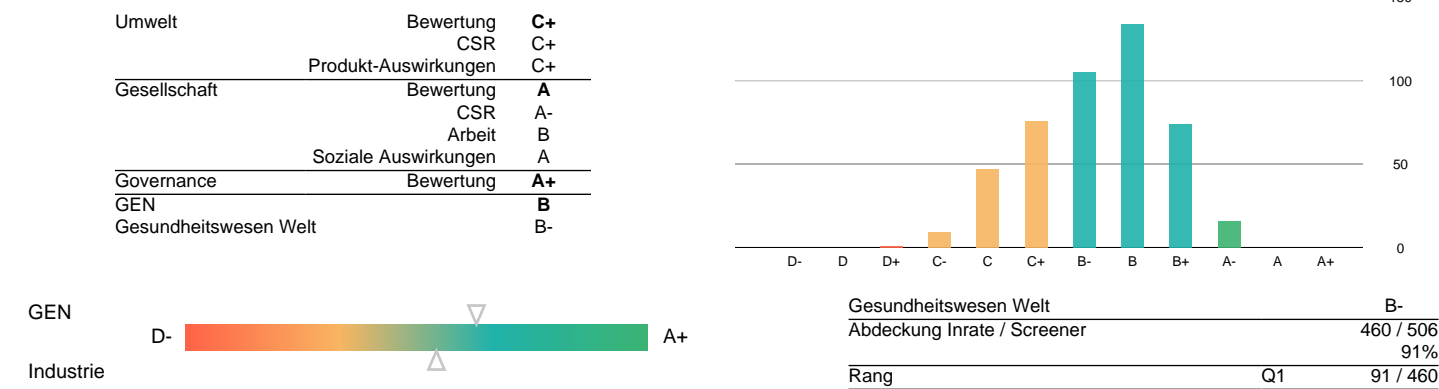 Umwelt Bewertung C+
CSR C+
Produkt-Auswirkungen C+
Gesellschaft Bewertung A
CSR A-
Arbeit B
Soziale Auswirkungen A
Governance Bewertung A+
GEN B
Gesundheitswesen Welt B-
100
50
0
D- D D+ C- C C+ B- B B+ A- A A+
GEN
D- A+
Industrie
Gesundheitswesen Welt B-
Abdeckung Inrate / Screener 460 / 506
91%
Rang Q1 91 / 460